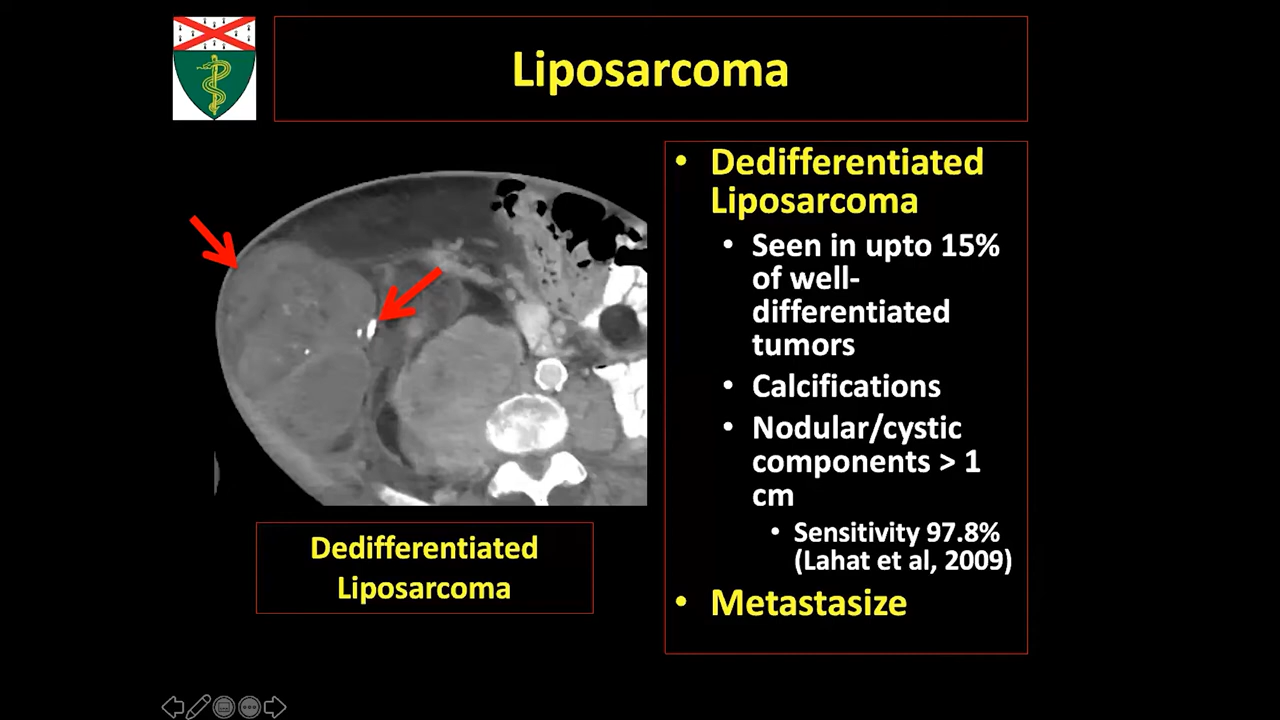 Liposarcoma
• Dedifferentiated
Liposarcoma
• Seen in upto 15%
of well-
differentiated
tumors
• Calcifications
• Nodular/cystic
components > 1
cm
• Sensitivity 97.8%
(Lahat et al, 2009)
• Metastasize
Dedifferentiated
Liposarcoma